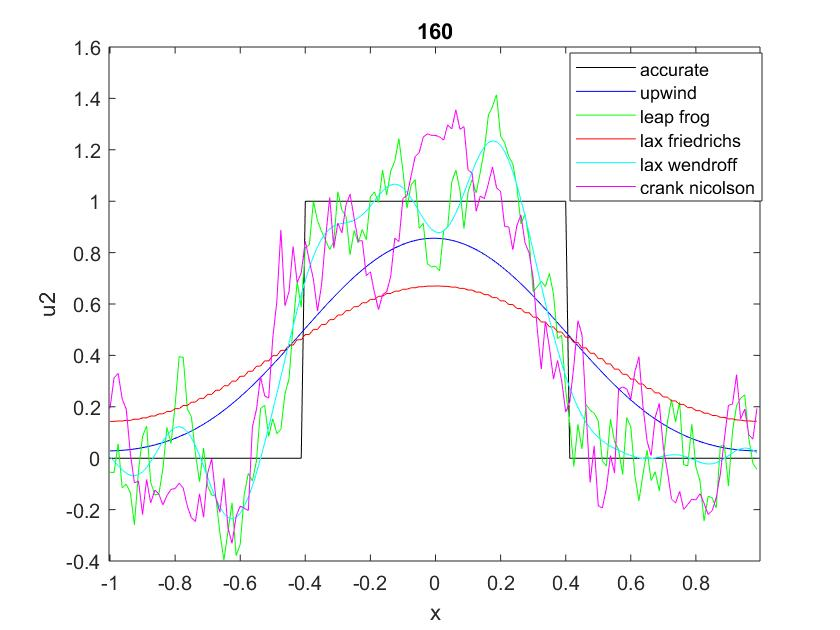 160
1.6
1.4
1.2
1
0.8
0.6
0.4
0.2
0
-0.2
-0.4
u2
accurate
upwind
leap frog
lax friedrichs
lax wendroff
crank nicolson
-1 -0.8 -0.6 -0.4 -0.2 0 0.2 0.4 0.6 0.8
x